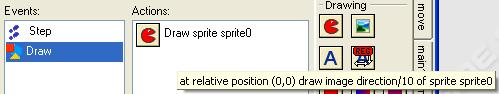 Events:
Actions:
Drawing
Step
Draw
Draw sprite sprite0
A
move
at relative position (0,0) draw image direction/10 of sprite sprite0